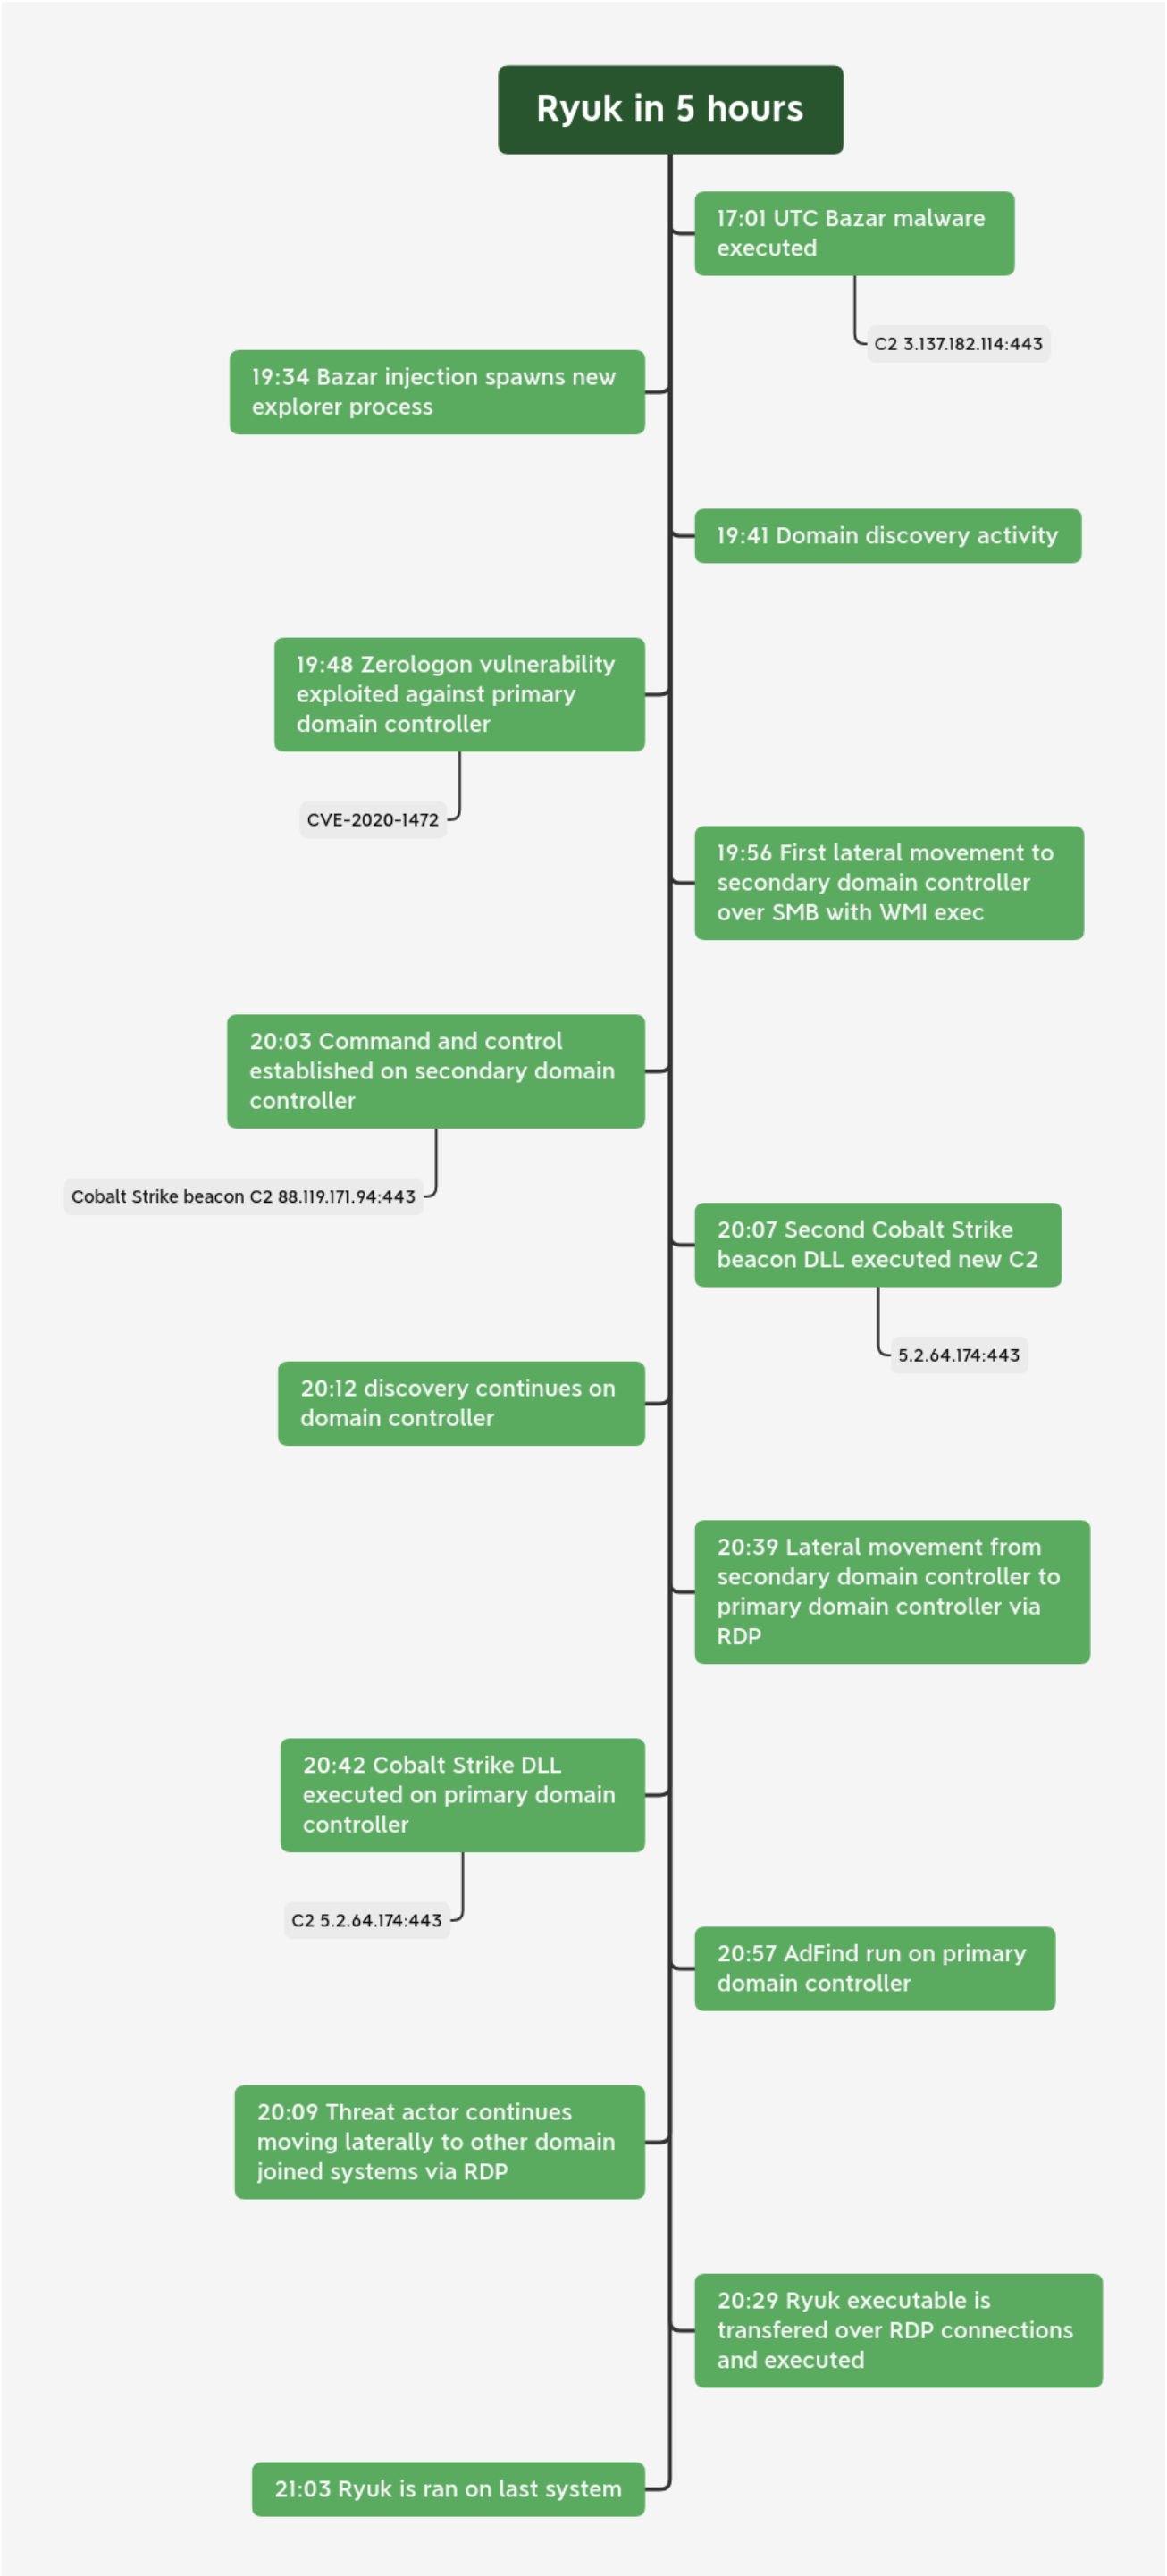 Ryuk in 5 hours
17:01 UTC Bazar malware
executed
C2 3.137.182.114:443
19:34 Bazar injection spawns new
explorer process
19:41 Domain discovery activity
19:48 Zerologon vulnerability
exploited against primary
domain controller
CVE-2020-1472
19:56 First lateral movement to
secondary domain controller
over SMB with WMI exec
20:03 Command and control
established on secondary domain
controller
Cobalt Strike beacon C2 88.119.171.94:443
20:07 Second Cobalt Strike
beacon DLL executed new C2
5.2.64.174:443
20:12 discovery continues on
domain controller
20:39 Lateral movement from
secondary domain controller to
primary domain controller via
RDP
20:42 Cobalt Strike DLL
executed on primary domain
controller
C2 5.2.64.174:443
20:57 AdFind run on primary
domain controller
20:09 Threat actor continues
moving laterally to other domain
joined systems via RDP
20:29 Ryuk executable is
transfered over RDP connections
and executed
21:03 Ryuk is ran on last system